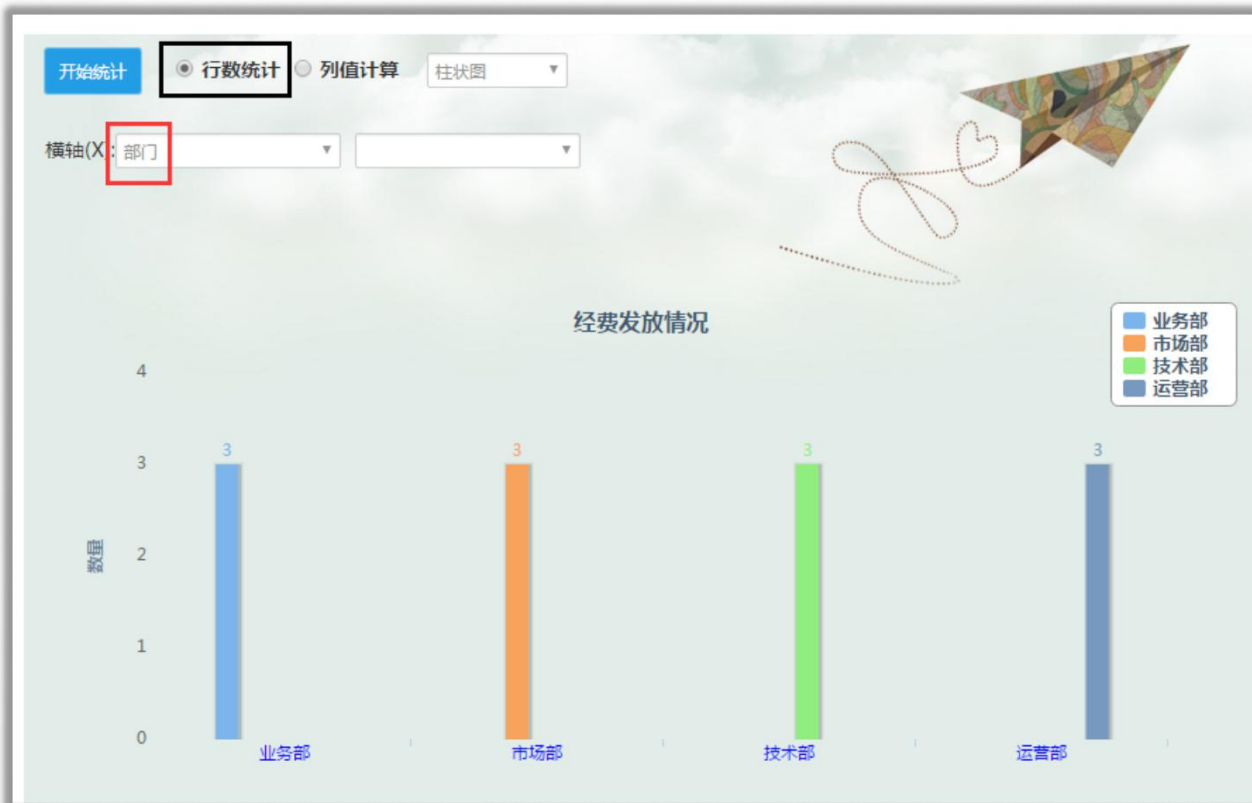 开始统计 行数统计 列值计算 柱状图
横轴(X): 部门
经费发放情况
业务部
市场部
技术部
运营部
4
3
2
1
0
数量
3 3 3 3
业务部 市场部 技术部 运营部